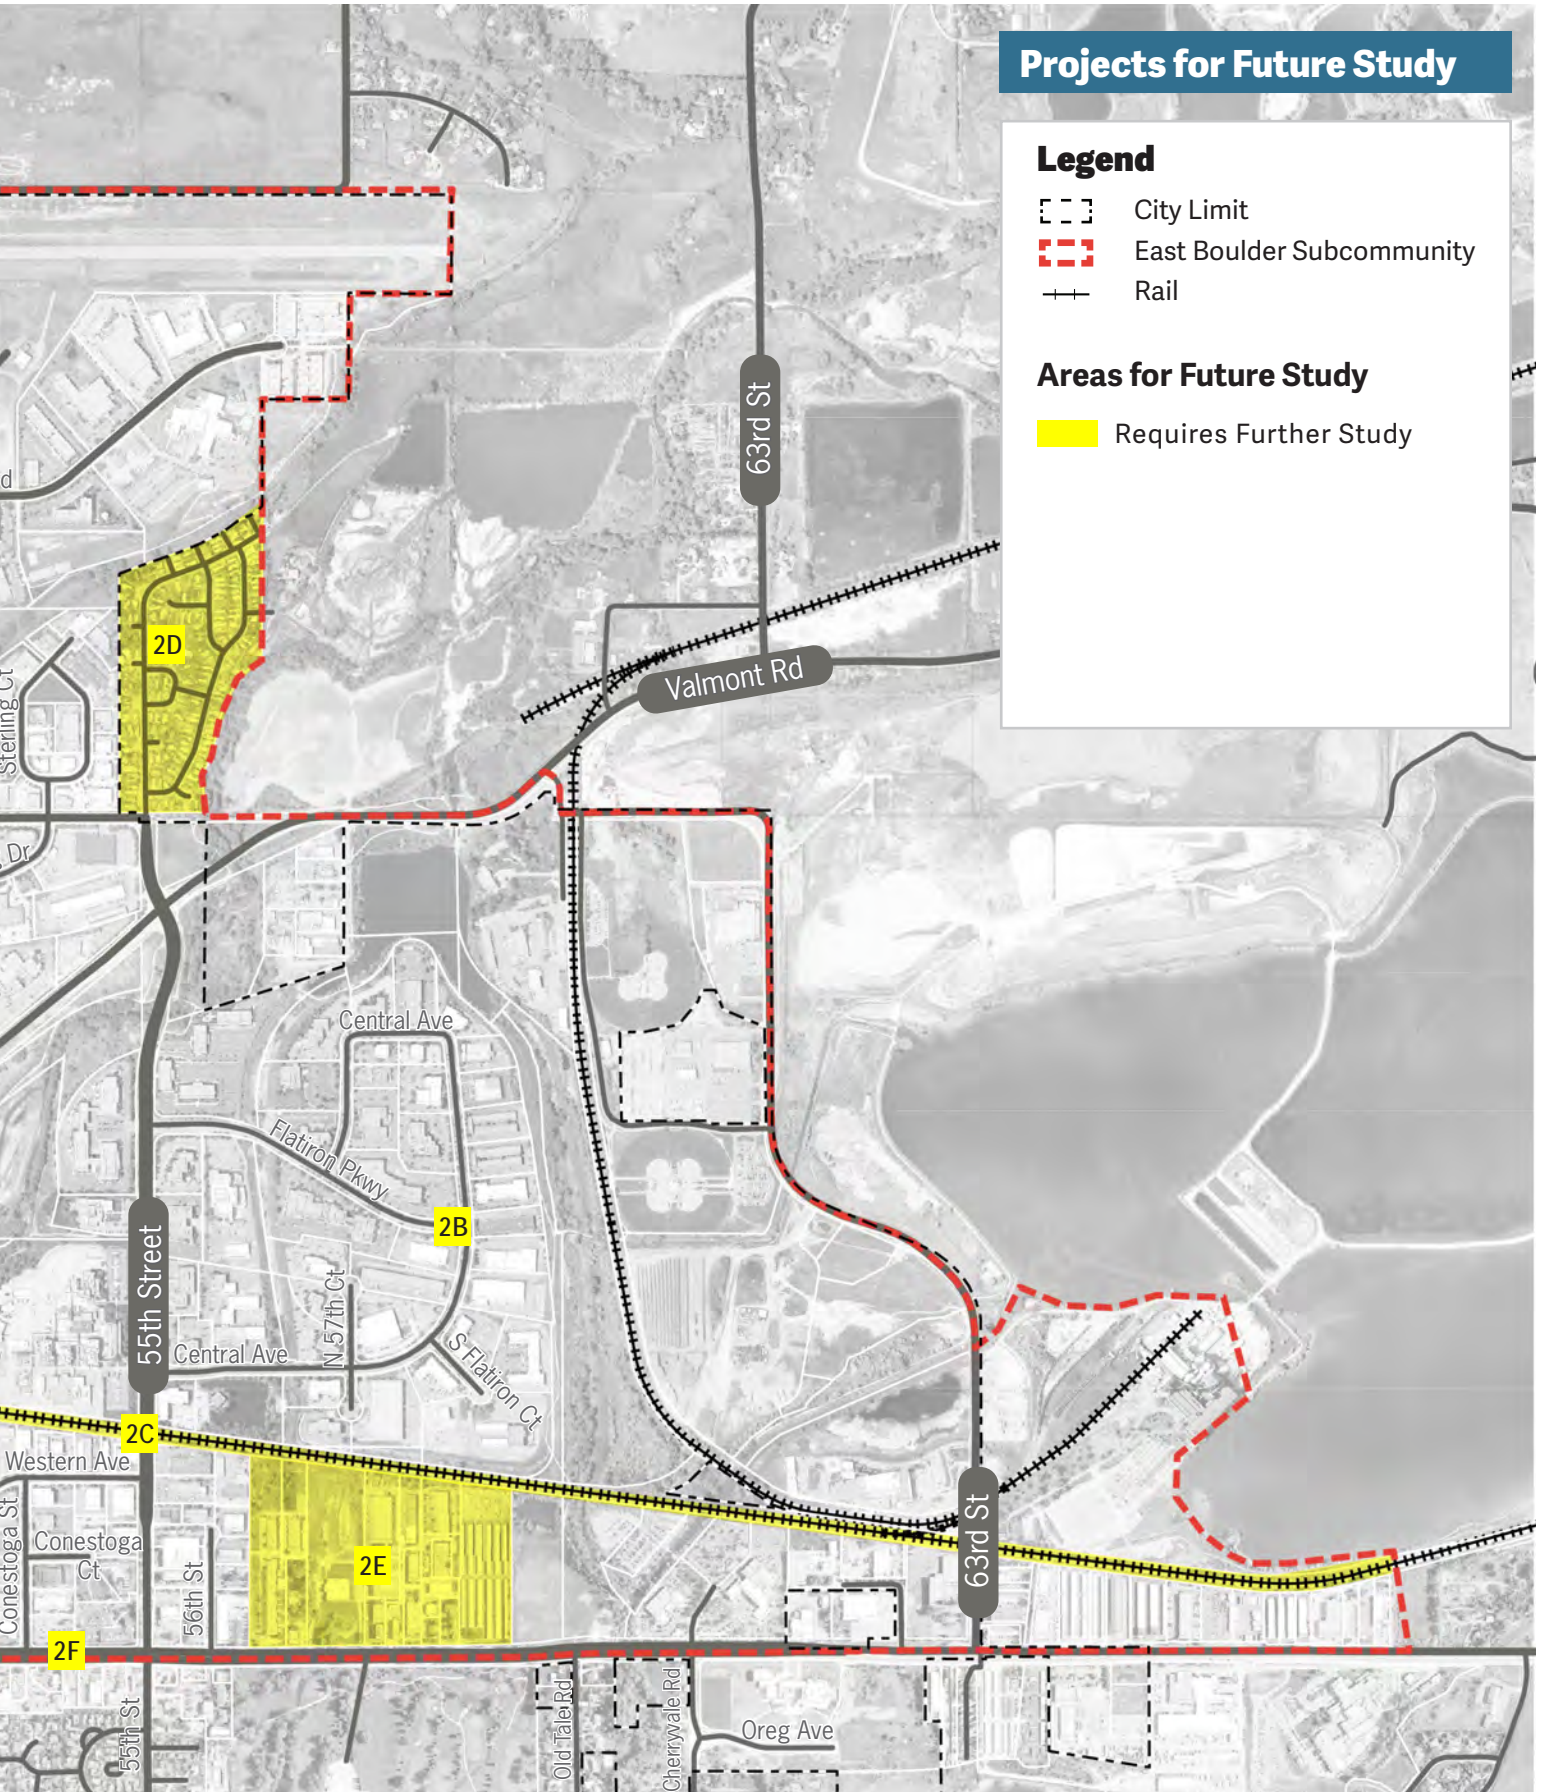 Projects for Future Study
Legend
City Limit
East Boulder Subcommunity
Rail
Areas for Future Study
Requires Further Study
63rd St
d
2D
Sterling Ct
Valmont Rd
Dr
Central Ave
Flatiron Pkwy
2B
55th Street
N 57th Ct
Central Ave
S Flatiron Ct
2C
Western Ave
Conestoga St
Conestoga
Ct
56th St
2E
63rd St
2F
55th St
Old Tale Rd
Cherryvale Rd
Oreg Ave